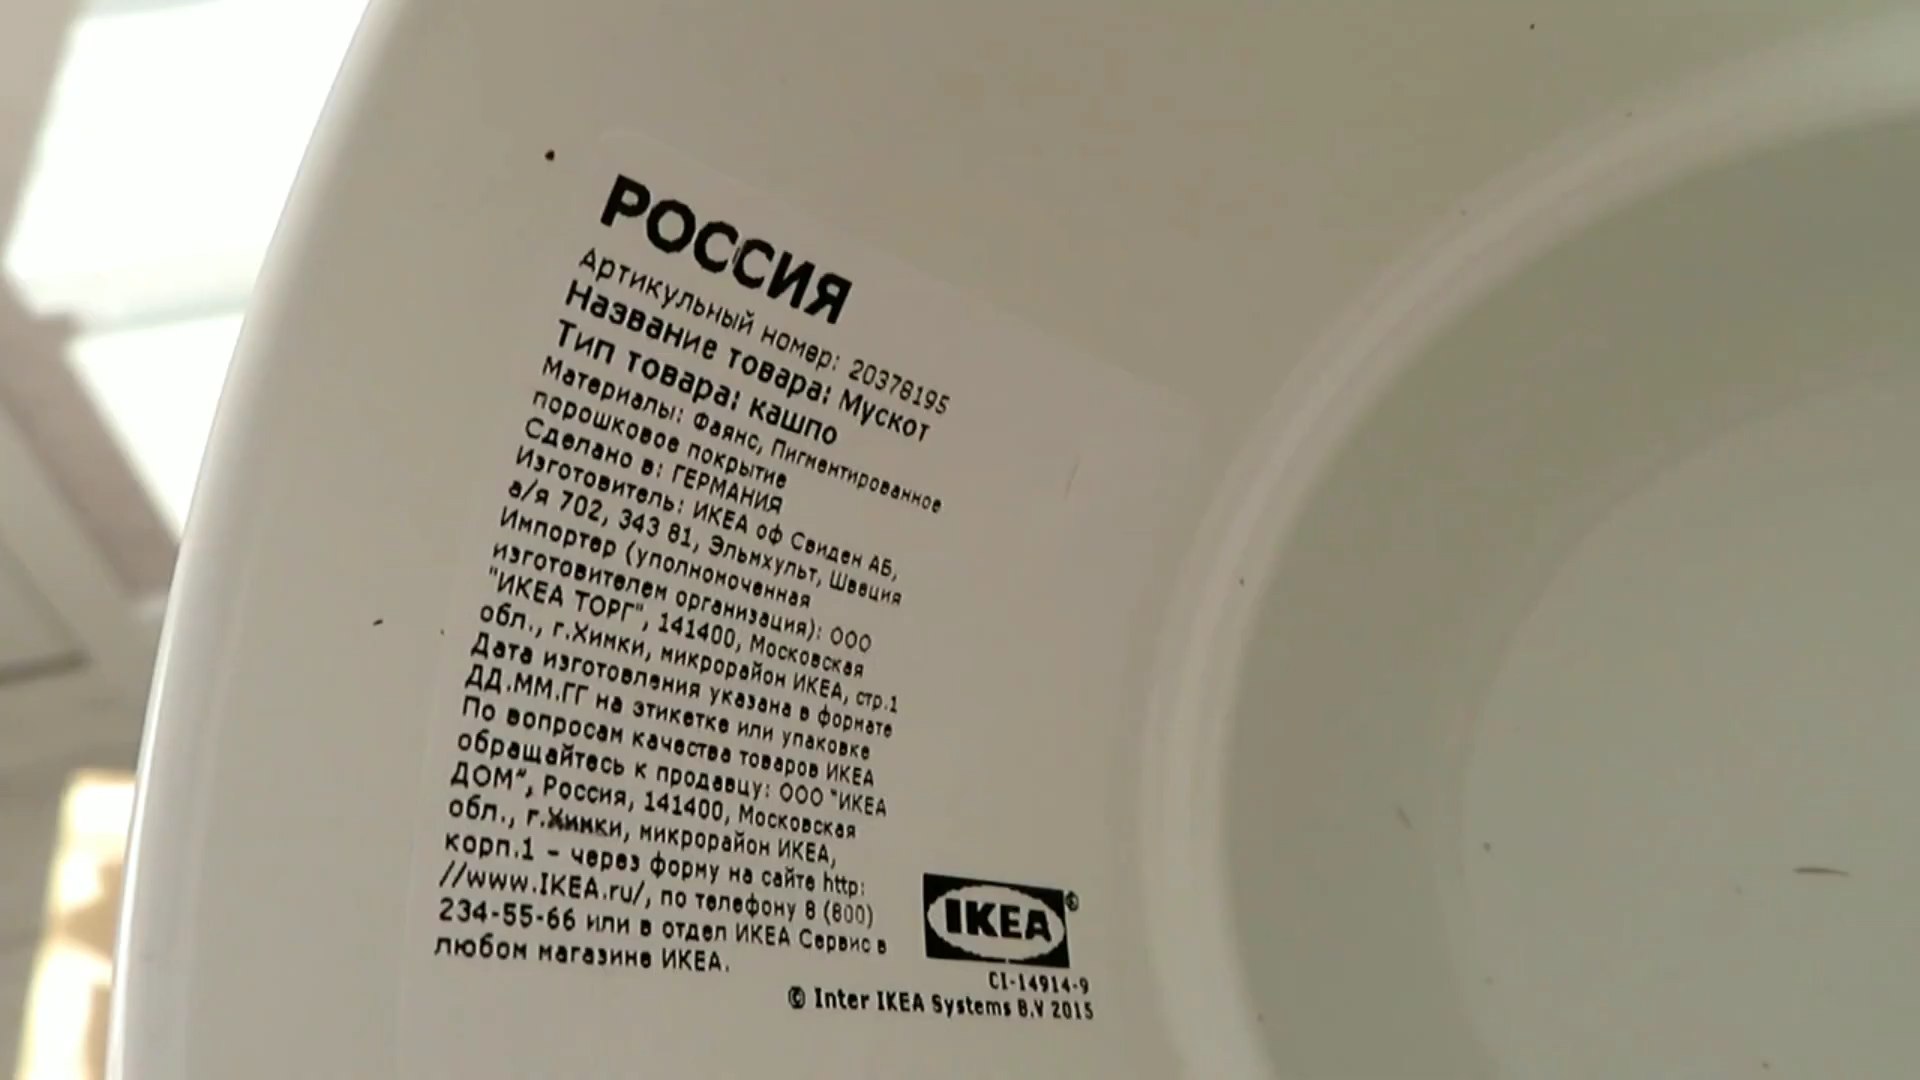 РОССИЯ
Артикульный номер: 20378195
Название товара: Мускот
Тип товара: кашпо
Материалы: Фаянс, Пигментированное
порошковое покрытие
Сделано в: ГЕРМАНИЯ
Изготовитель: ИКЕА оф Свиден АБ,
а/я 702, 343 81, Эльмхульт, Швеция
Импортер (уполномоченная
изготовителем организация): ООО
"ИКЕА ТОРГ", 141400, Московская
обл., г.Химки, микрорайон ИКЕА, стр.1
Дата изготовления указана в формате
ДД.ММ.ГГ на этикетке или упаковке
По вопросам качества товаров ИКЕА
обращайтесь к продавцу: ООО "ИКЕА
ДОМ", Россия, 141400, Московская
обл., г.Химки, микрорайон ИКЕА,
корп.1 – через форму на сайте http:
//www.IKEA.ru/, по телефону 8 (800)
234-55-66 или в отдел ИКЕА Сервис в
любом магазине ИКЕА.
IKEA®
CI-14914-9
© Inter IKEA Systems B.V 2015